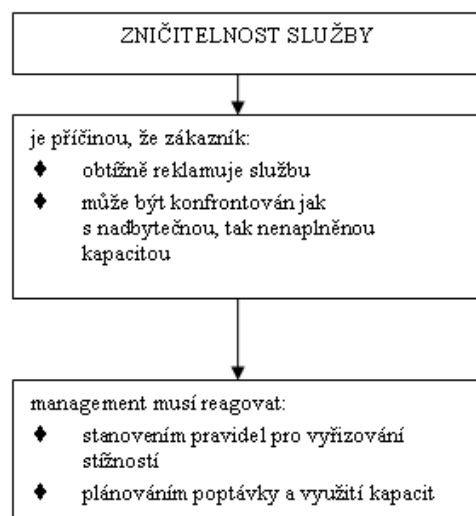 ZNIČITELNOST SLUŽBY
je příčinou, že zákazník:
♦ obtížně reklamuje službu
♦ může být konfrontován jak
s nadbytečnou, tak nenaplněnou
kapacitou
management musí reagovat:
♦ stanovením pravidel pro vyřizování
stížností
♦ plánováním poptávky a využití kapacit